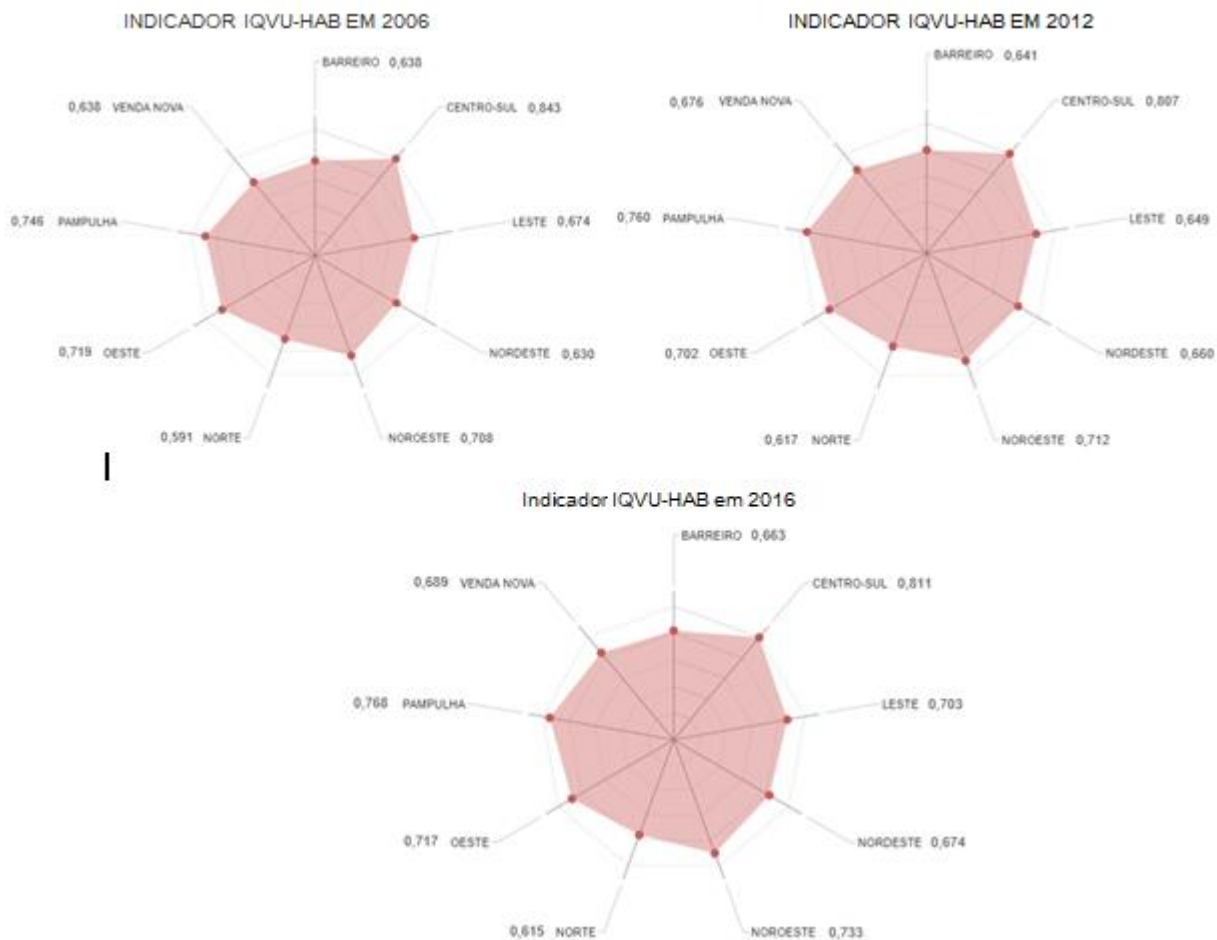 INDICADOR IQVU-HAB EM 2006
BARREIRO 0,638
CENTRO-SUL 0,843
LESTE 0,674
NORDESTE 0,630
NOROESTE 0,708
0,591 NORTE
0,719 OESTE
0,746 PAMPULHA
0,638 VENDA NOVA
INDICADOR IQVU-HAB EM 2012
BARREIRO 0,641
CENTRO-SUL 0,807
LESTE 0,649
NORDESTE 0,660
NOROESTE 0,712
0,617 NORTE
0,702 OESTE
0,760 PAMPULHA
0,676 VENDA NOVA
Indicador IQVU-HAB em 2016
BARREIRO 0,663
CENTRO-SUL 0,811
LESTE 0,703
NORDESTE 0,674
NOROESTE 0,733
0,615 NORTE
0,717 OESTE
0,768 PAMPULHA
0,689 VENDA NOVA